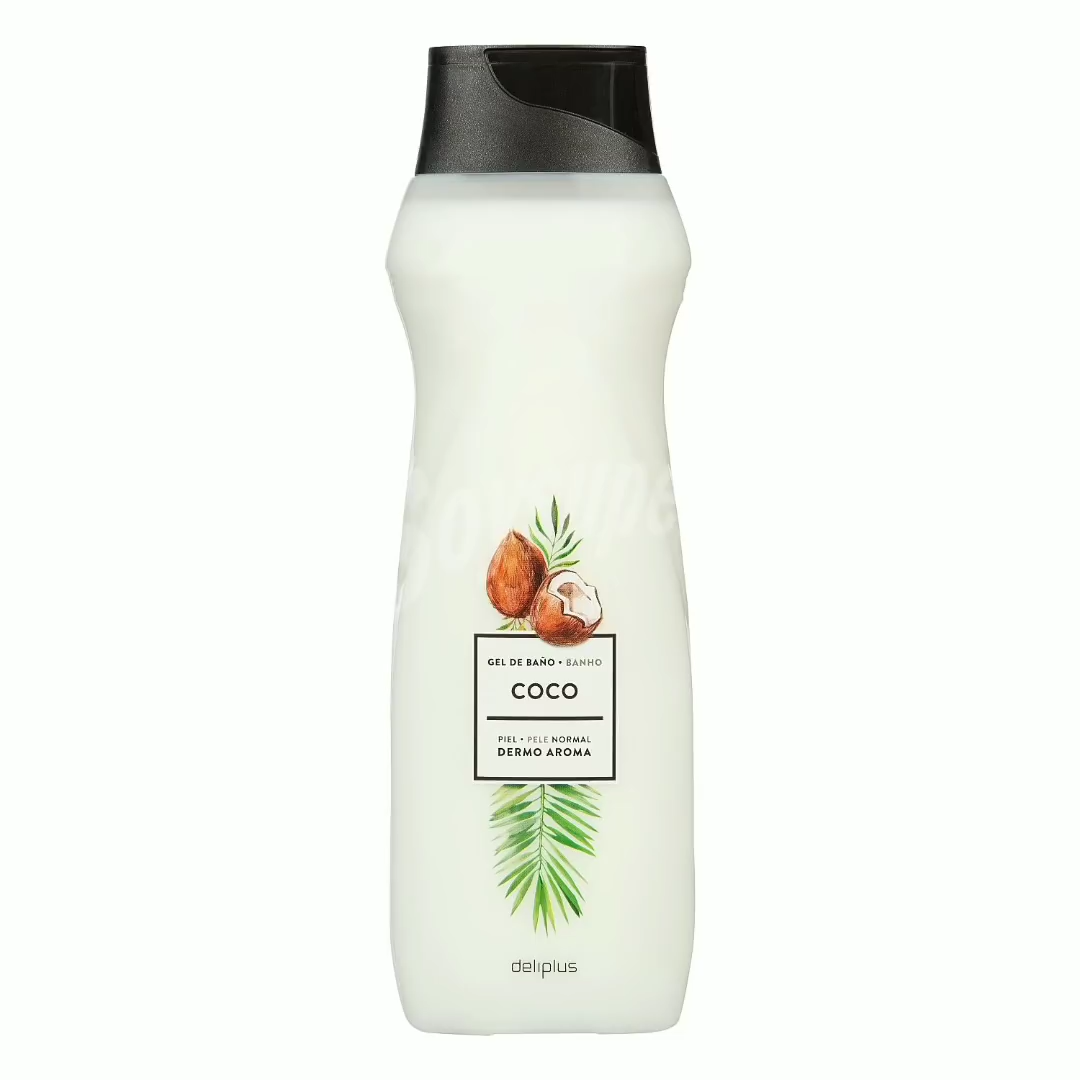 GEL DE BAÑO • BANHO
COCO
PIEL • PELE NORMAL
DERMO AROMA
deliplus